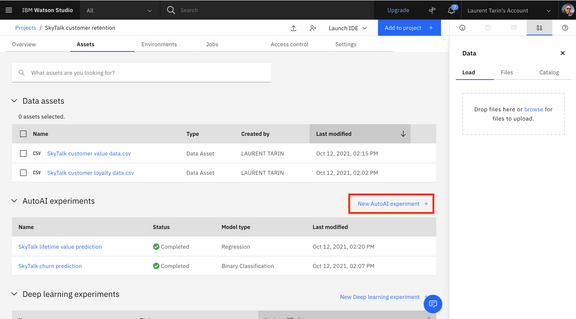 IBM Watson Studio All Search Upgrade 7 Laurent Tarin's Account
Projects / SkyTalk customer retention Launch IDE Add to project +
Overview Assets Environments Jobs Access control Settings
Data
Load Files Catalog
What assets are you looking for?
Drop files here or browse for
files to upload.
Data assets
0 assets selected.
Name Type Created by Last modified
CSV SkyTalk customer value data.csv Data Asset LAURENT TARIN Oct 12, 2021, 02:15 PM
CSV SkyTalk customer loyalty data.csv Data Asset LAURENT TARIN Oct 12, 2021, 02:02 PM
AutoAI experiments New AutoAI experiment +
Name Status Model type Last modified
SkyTalk lifetime value prediction Completed Regression Oct 12, 2021, 02:20 PM
SkyTalk churn prediction Completed Binary Classification Oct 12, 2021, 02:07 PM
Deep learning experiments New Deep learning experiment